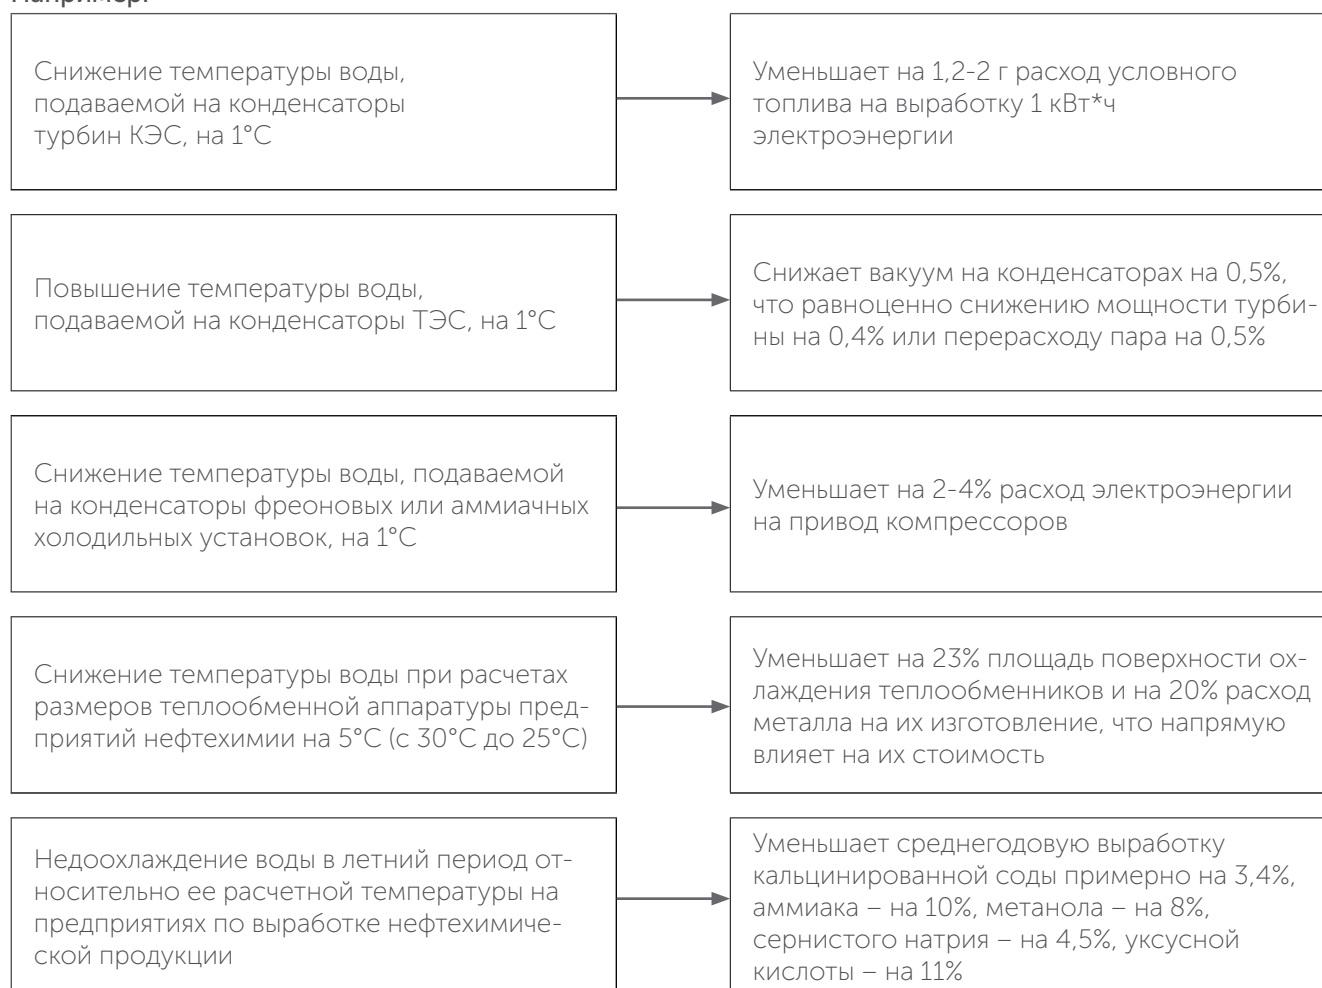 Например:
Снижение температуры воды,
подаваемой на конденсаторы
турбин КЭС, на 1°С
Уменьшает на 1,2-2 г расход условного
топлива на выработку 1 кВт*ч
электроэнергии
Повышение температуры воды,
подаваемой на конденсаторы ТЭС, на 1°С
Снижает вакуум на конденсаторах на 0,5%,
что равноценно снижению мощности турби-
ны на 0,4% или перерасходу пара на 0,5%
Снижение температуры воды, подаваемой
на конденсаторы фреоновых или аммиачных
холодильных установок, на 1°С
Уменьшает на 2-4% расход электроэнергии
на привод компрессоров
Снижение температуры воды при расчетах
размеров теплообменной аппаратуры пред-
приятий нефтехимии на 5°С (с 30°С до 25°С)
Уменьшает на 23% площадь поверхности ох-
лаждения теплообменников и на 20% расход
металла на их изготовление, что напрямую
влияет на их стоимость
Недоохлаждение воды в летний период от-
носительно ее расчетной температуры на
предприятиях по выработке нефтехимиче-
ской продукции
Уменьшает среднегодовую выработку
кальцинированной соды примерно на 3,4%,
аммиака – на 10%, метанола – на 8%,
сернистого натрия – на 4,5%, уксусной
кислоты – на 11%